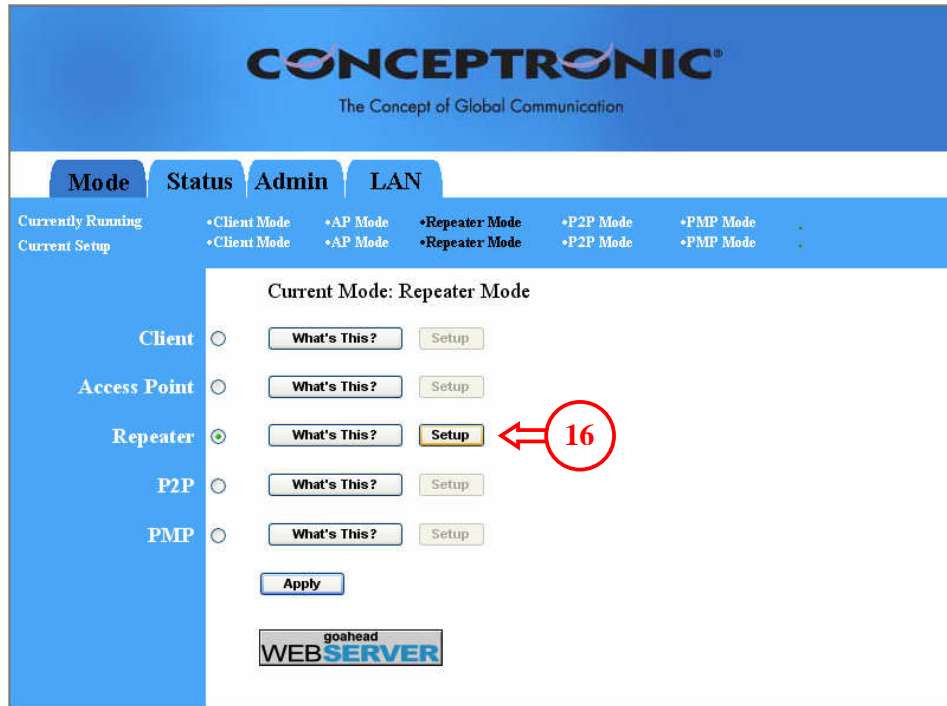 CONCEPTRONIC®
The Concept of Global Communication
Mode Status Admin LAN
Currently Running •Client Mode •AP Mode •Repeater Mode •P2P Mode •PMP Mode
Current Setup •Client Mode •AP Mode •Repeater Mode •P2P Mode •PMP Mode
Current Mode: Repeater Mode
Client What's This? Setup
Access Point What's This? Setup
Repeater What's This? Setup 16
P2P What's This? Setup
PMP What's This? Setup
Apply
goahead
WEBSERVER